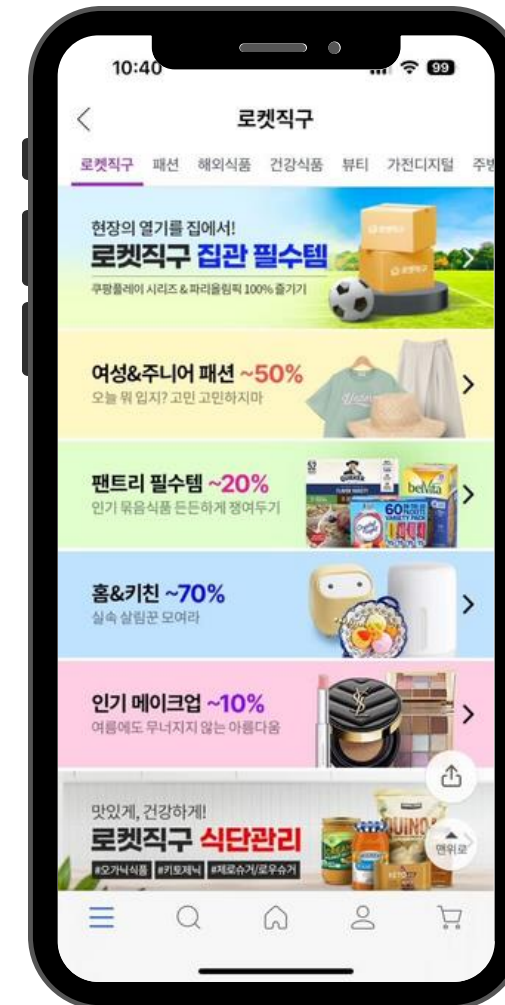 10:40
99
로켓직구
로켓직구 패션 해외식품 건강식품 뷰티 가전디지털 주방
현장의 열기를 집에서!
로켓직구 집관 필수템
쿠팡플레이 시리즈 & 파리올림픽 100% 즐기기
여성&주니어 패션 ~50%
오늘 뭐 입지? 고민 고민하지마
팬트리 필수템 ~20%
인기 묶음식품 든든하게 쟁여두기
52
QUAKER
belVita
60
VARIETY PACK
홈&키친 ~70%
실속 살림꾼 모여라
인기 메이크업 ~10%
여름에도 무너지지 않는 아름다움
맛있게, 건강하게!
로켓직구 식단관리
#오가닉식품 #키토제닉 #제로슈거/로우슈거
QUINOA
맨위로